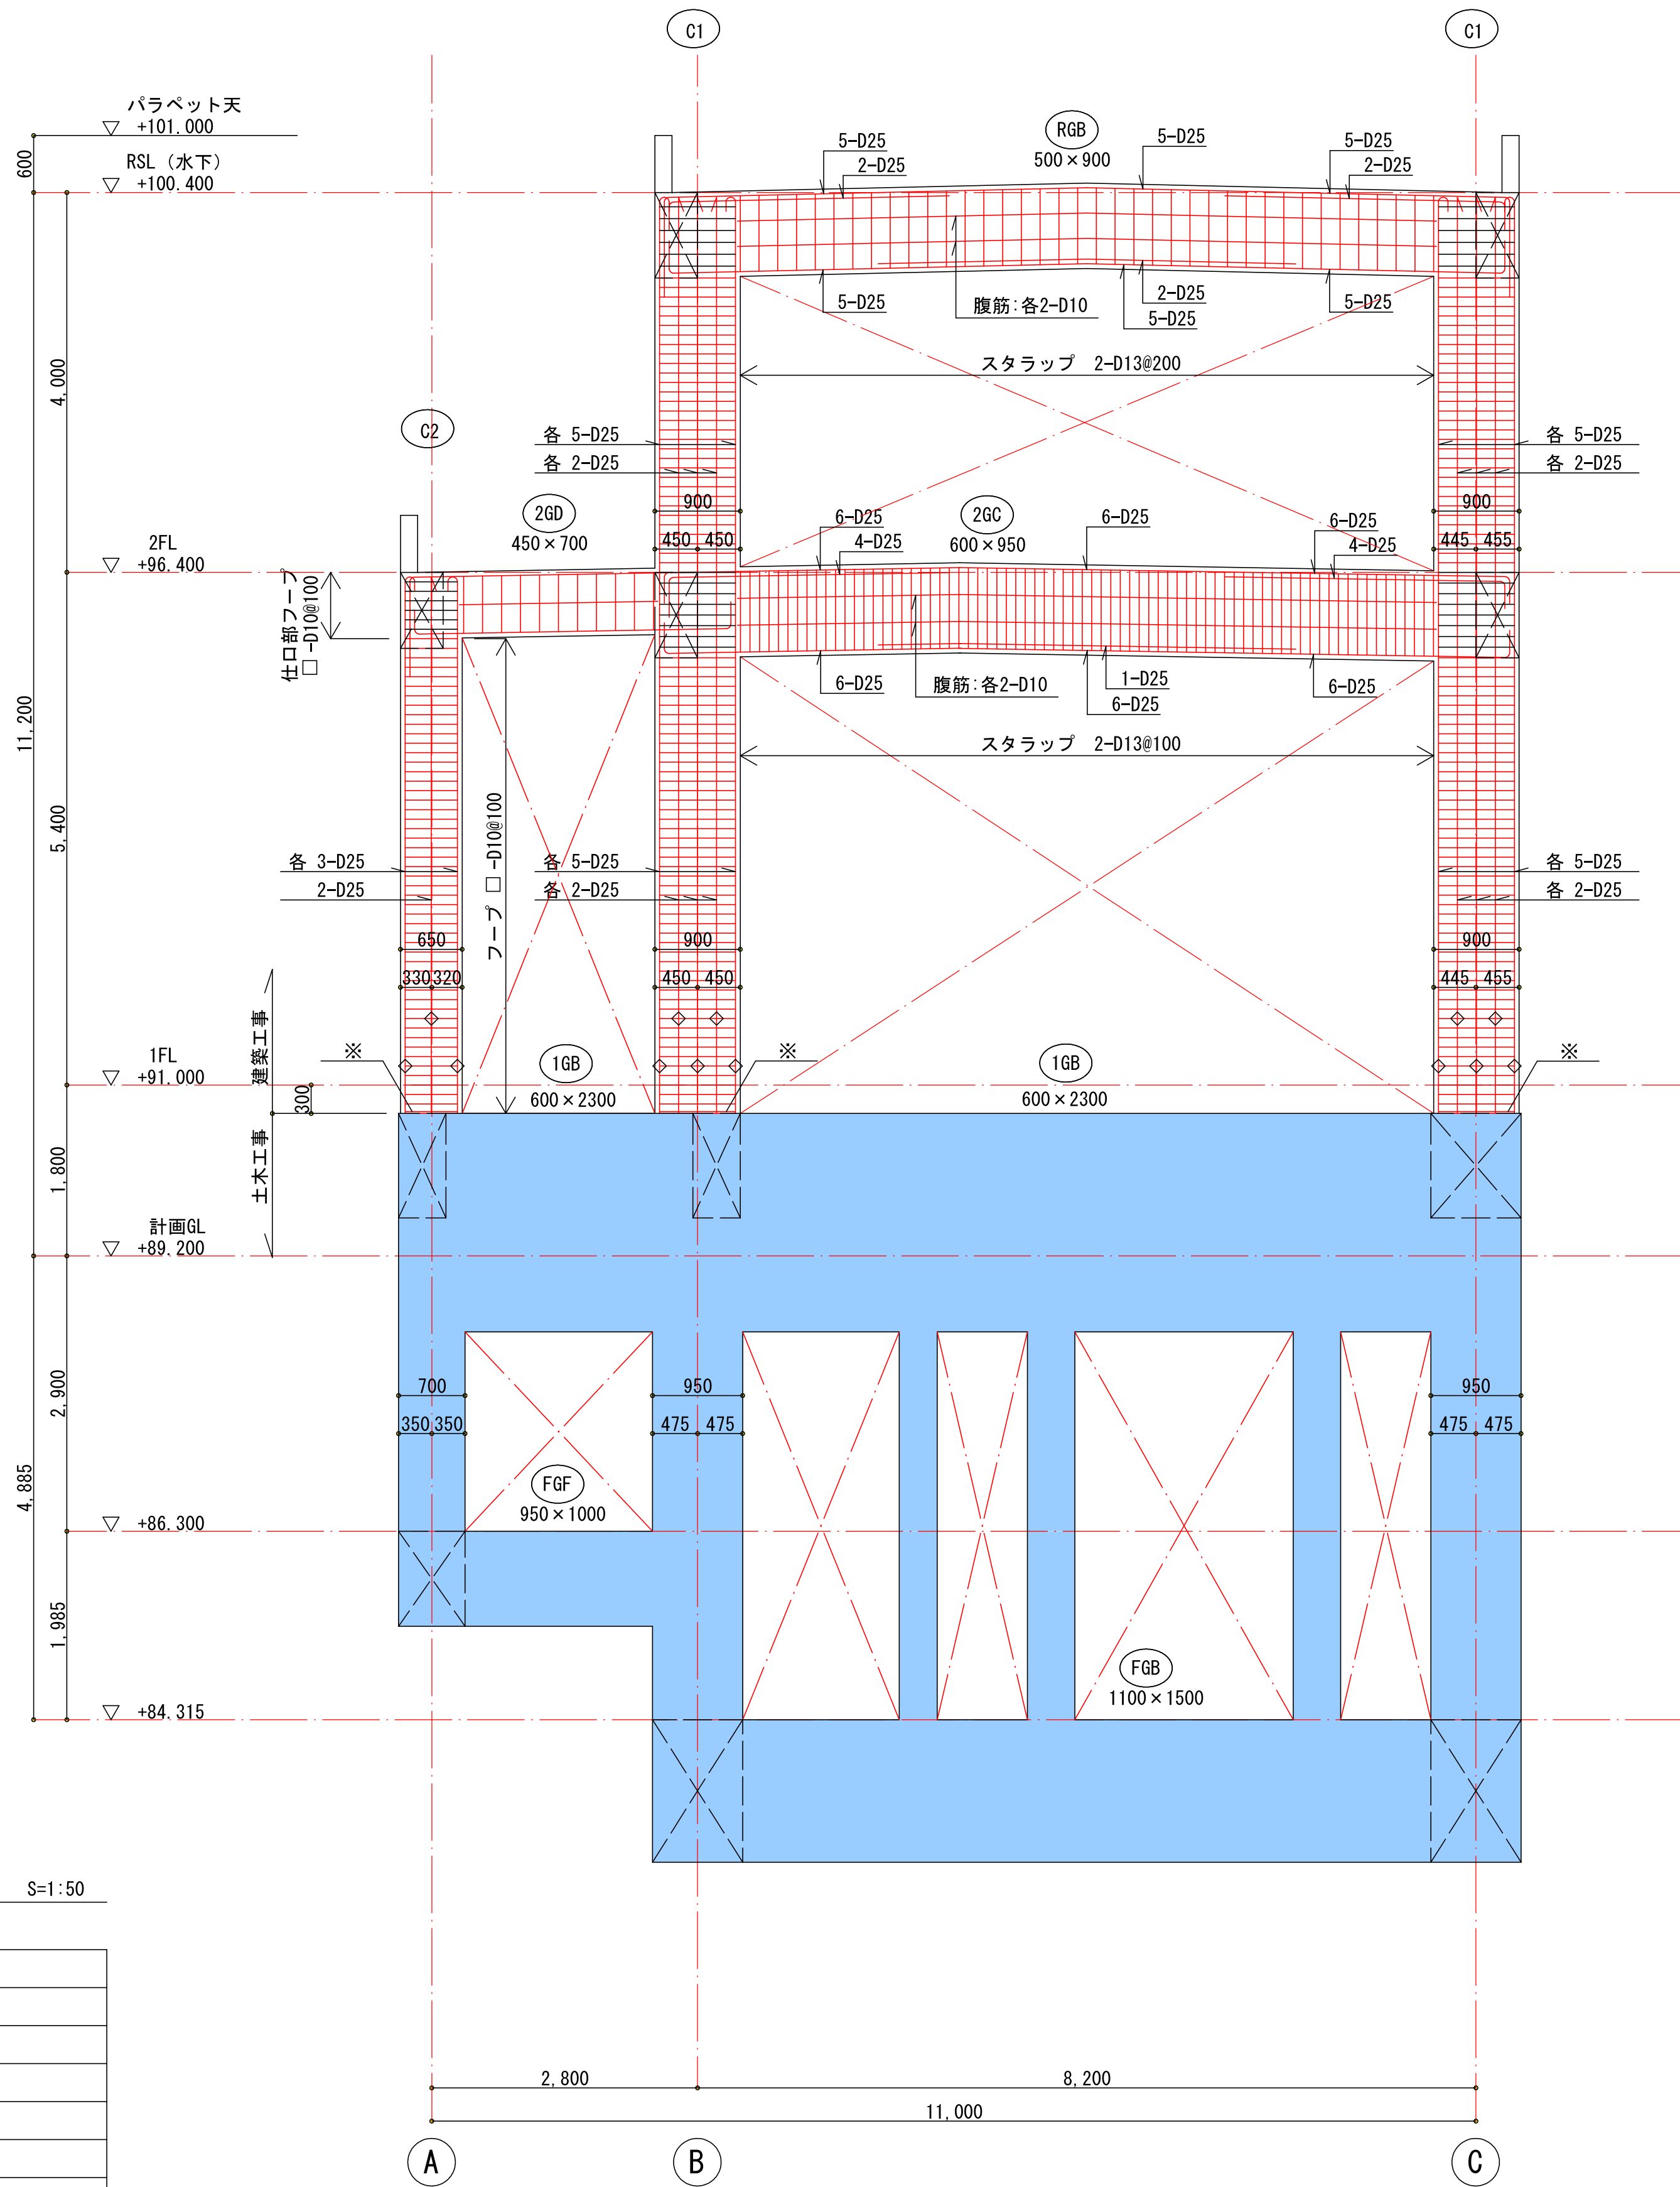 C1
C1
パラペット天
+101.000
RSL（水下）
+100.400
600
RGB
500×900
5-D25
2-D25
5-D25
5-D25
2-D25
5-D25
腹筋:各2-D10
2-D25
5-D25
5-D25
スタラップ 2-D13@200
4,000
C2
各 5-D25
各 2-D25
各 5-D25
各 2-D25
900
450 450
900
445 455
2GD
450×700
2GC
600×950
6-D25
4-D25
6-D25
6-D25
4-D25
2FL
+96.400
仕口部フープ
□-D10@100
6-D25
腹筋:各2-D10
1-D25
6-D25
6-D25
スタラップ 2-D13@100
11,200
5,400
フープ □-D10@100
各 3-D25
2-D25
各 5-D25
各 2-D25
各 5-D25
各 2-D25
650
330 320
900
450 450
900
445 455
建築工事
※
※
※
1FL
+91.000
300
1GB
600×2300
1GB
600×2300
土木工事
1,800
計画GL
+89.200
2,900
700
350 350
950
475 475
950
475 475
4,885
FGF
950×1000
+86.300
1,985
FGB
1100×1500
+84.315
S=1:50
2,800
8,200
11,000
A
B
C